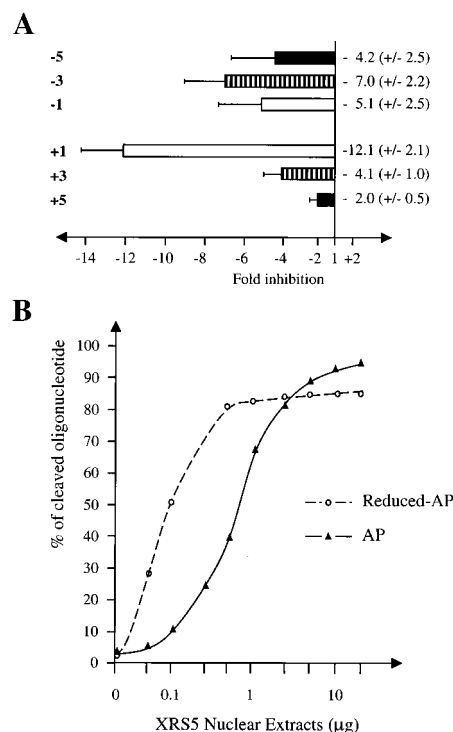 A
-5 - 4.2 (+/- 2.5)
-3 - 7.0 (+/- 2.2)
-1 - 5.1 (+/- 2.5)
+1 -12.1 (+/- 2.1)
+3 - 4.1 (+/- 1.0)
+5 - 2.0 (+/- 0.5)
-14 -12 -10 -8 -6 -4 -2 1 +2
Fold inhibition
B
% of cleaved oligonucleotide
100
90
80
70
60
50
40
30
20
10
0
Reduced-AP
AP
0 0.1 1 10
XRS5 Nuclear Extracts (μg)